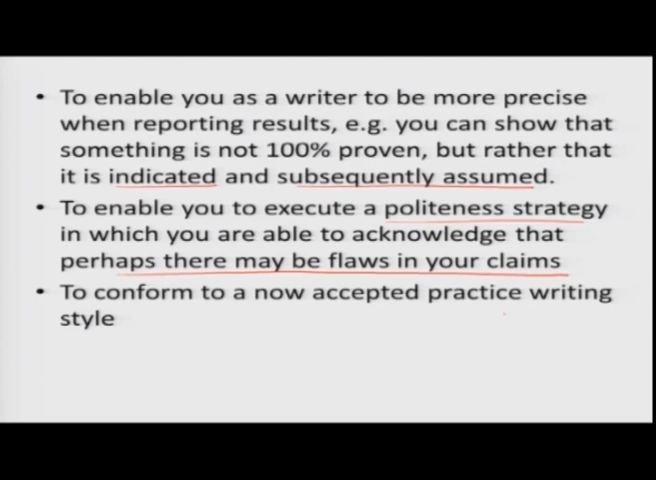 • To enable you as a writer to be more precise
when reporting results, e.g. you can show that
something is not 100% proven, but rather that
it is indicated and subsequently assumed.
• To enable you to execute a politeness strategy
in which you are able to acknowledge that
perhaps there may be flaws in your claims
• To conform to a now accepted practice writing
style